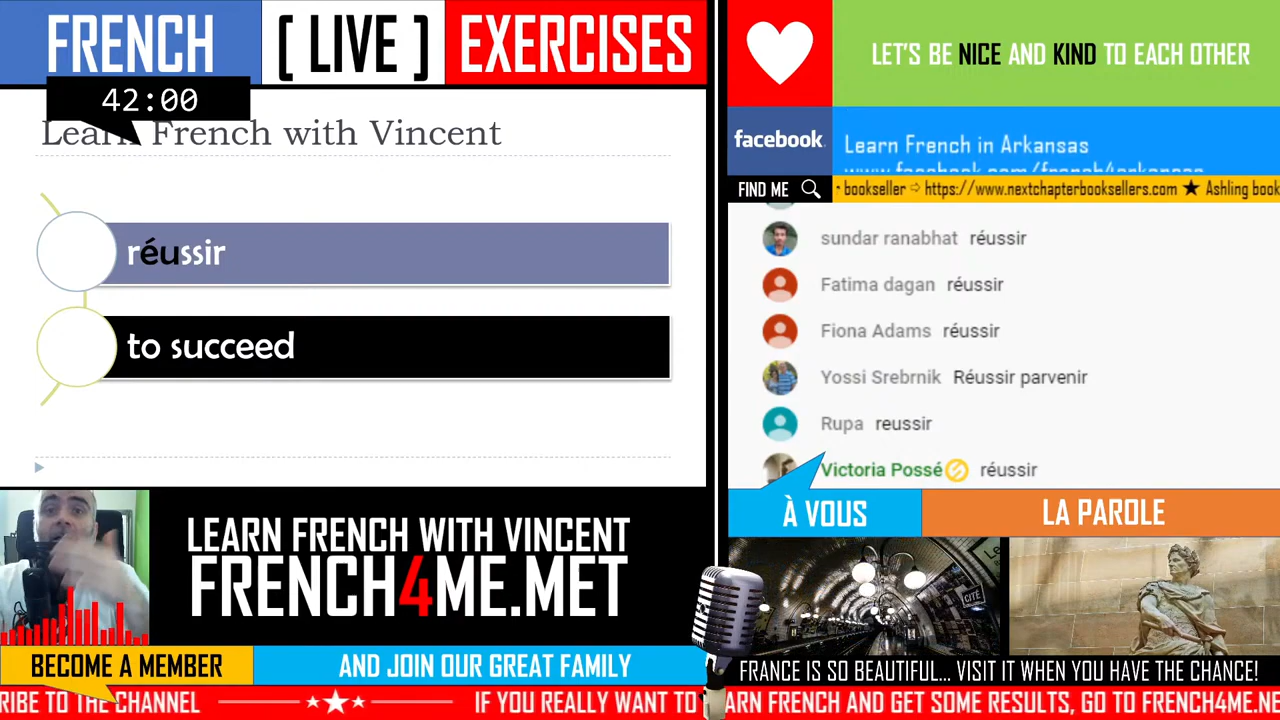 FRENCH
[ LIVE ]
EXERCISES
42:00
Learn French with Vincent
réussir
to succeed
LEARN FRENCH WITH VINCENT
FRENCH4ME.MET
BECOME A MEMBER
AND JOIN OUR GREAT FAMILY
LET'S BE NICE AND KIND TO EACH OTHER
facebook.
Learn French in Arkansas
www.facebook.com/french4arkansas
FIND ME
bookseller ⇨ https://www.nextchapterbooksellers.com ★ Ashling book
sundar ranabhat réussir
Fatima dagan réussir
Fiona Adams réussir
Yossi Srebrnik Réussir parvenir
Rupa reussir
Victoria Possé réussir
À VOUS
LA PAROLE
CITÉ
FRANCE IS SO BEAUTIFUL... VISIT IT WHEN YOU HAVE THE CHANCE!
RIBE TO THE CHANNEL ★ IF YOU REALLY WANT TO ARN FRENCH AND GET SOME RESULTS, GO TO FRENCH4ME.NE